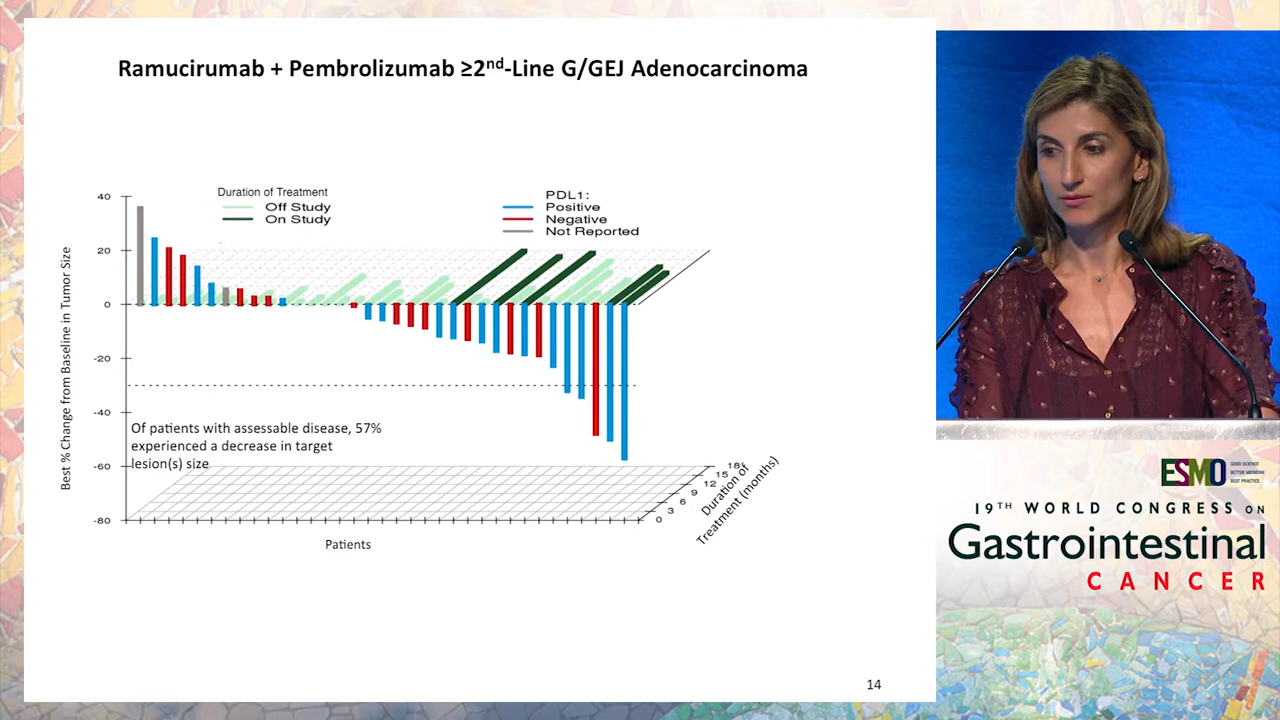 Ramucirumab + Pembrolizumab ≥2nd-Line G/GEJ Adenocarcinoma
Duration of Treatment
Off Study
On Study
PDL1:
Positive
Negative
Not Reported
40
20
0
-20
-40
-60
-80
Best % Change from Baseline in Tumor Size
Of patients with assessable disease, 57%
experienced a decrease in target
lesion(s) size
18
15
12
9
6
3
0
Duration of
Treatment (months)
Patients
14
ESMO
GOOD SCIENCE
BETTER MEDICINE
BEST PRACTICE
19TH WORLD CONGRESS ON
Gastrointestinal
CANCER